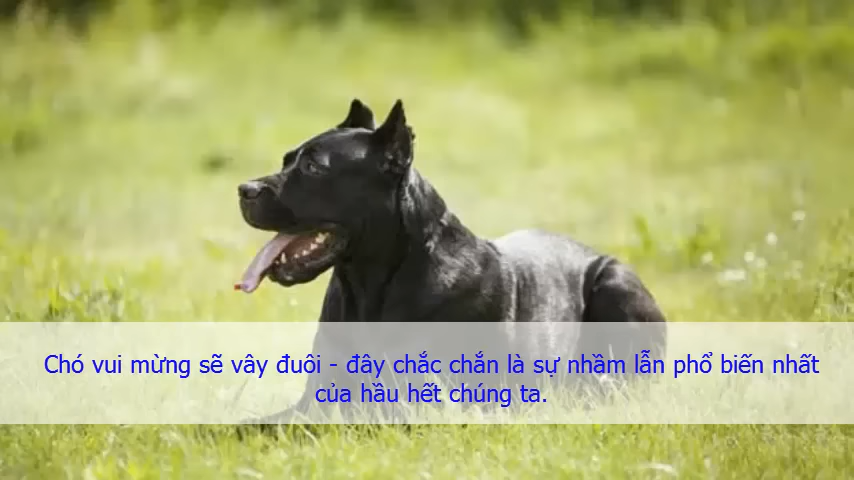 Chó vui mừng sẽ vây đuôi - đây chắc chắn là sự nhầm lẫn phổ biến nhất
của hầu hết chúng ta.